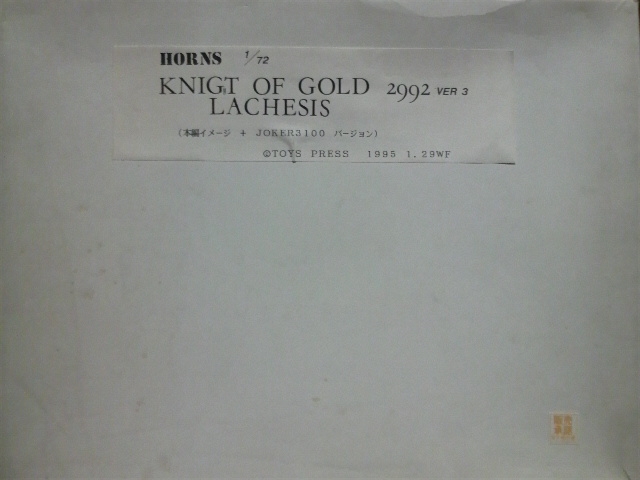 HORNS 1/72
KNIGT OF GOLD 2992 VER 3
LACHESIS
(本編イメージ + JOKER3100 バージョン)
©TOYS PRESS 1995 1.29WF